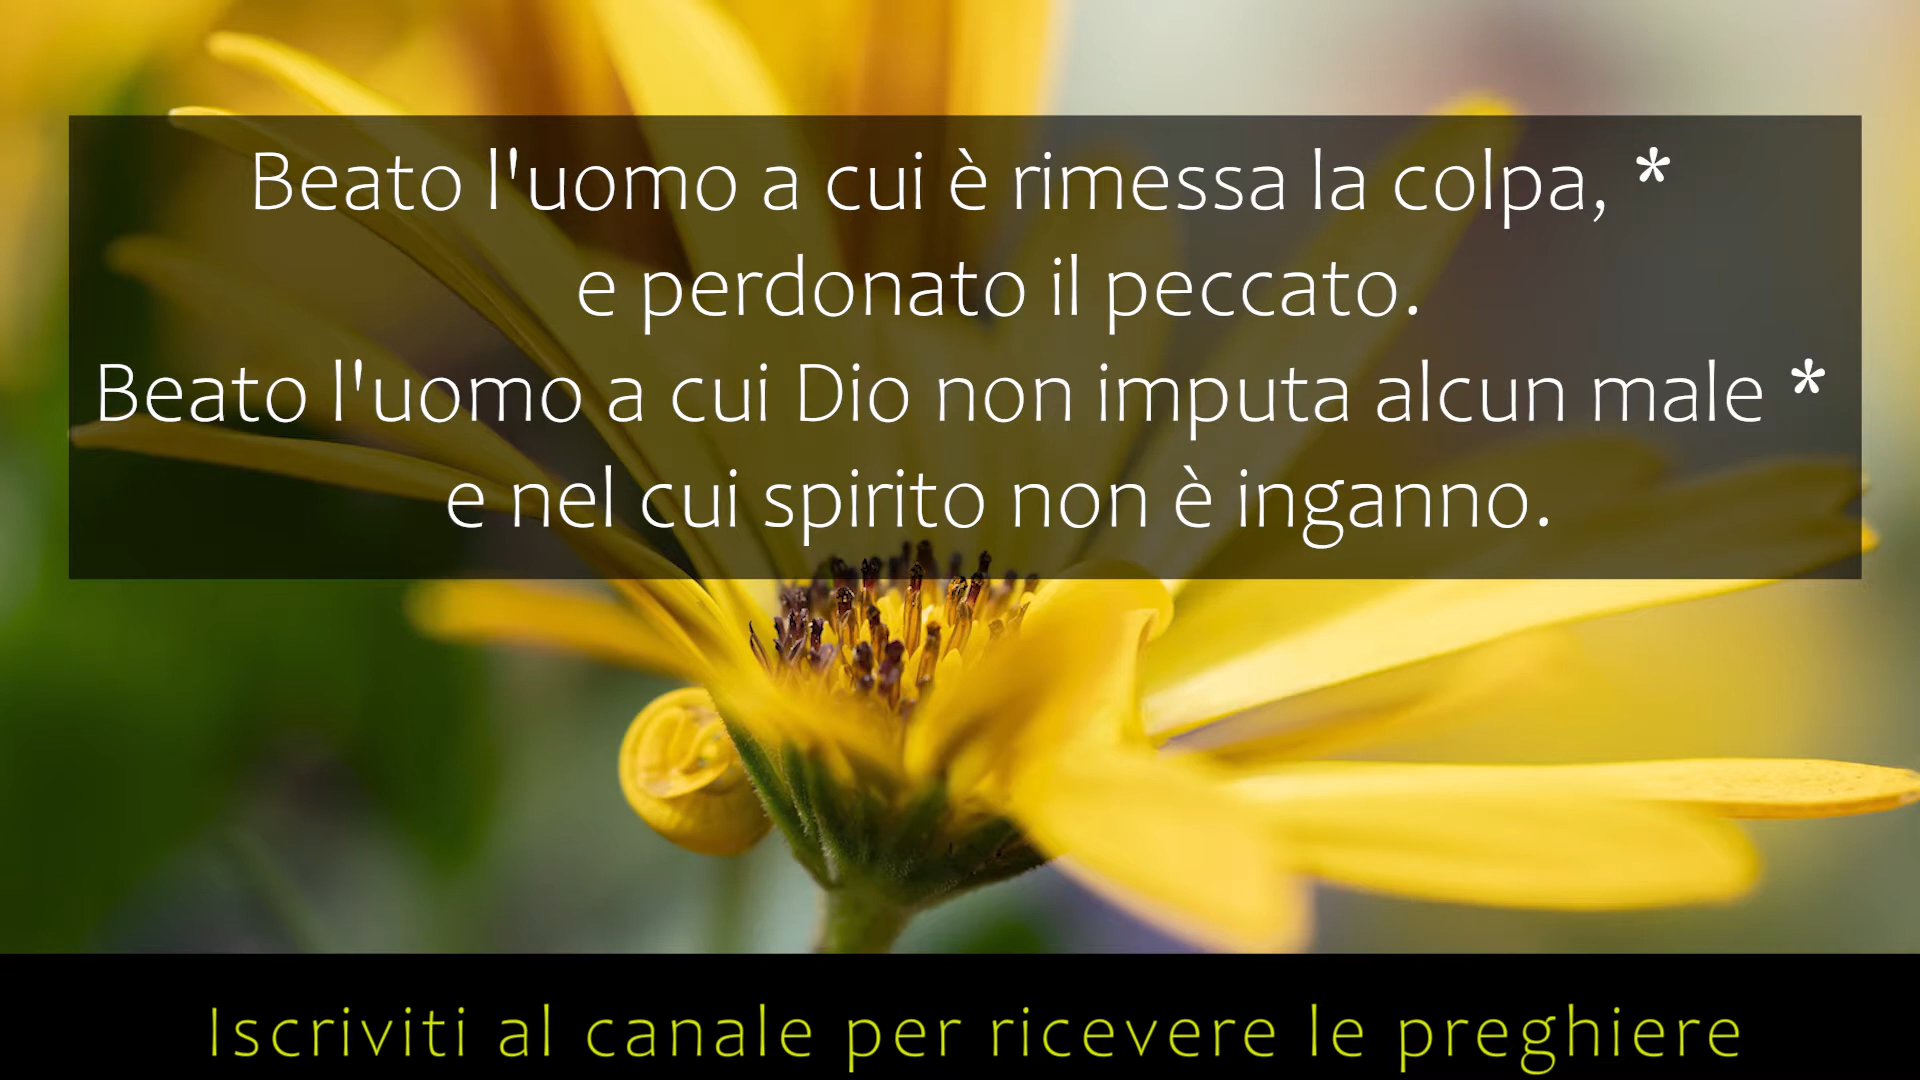 Beato l'uomo a cui è rimessa la colpa, *
e perdonato il peccato.
Beato l'uomo a cui Dio non imputa alcun male *
e nel cui spirito non è inganno.
Iscriviti al canale per ricevere le preghiere